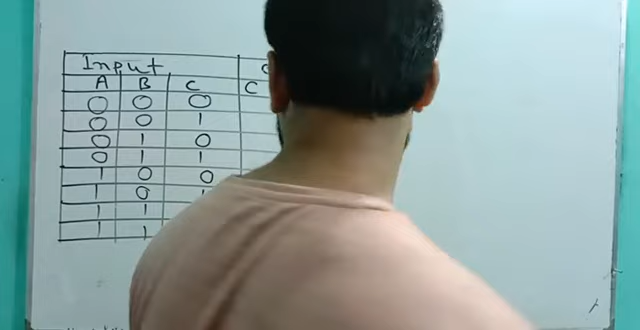 Input C
A B C C
0 0 0
0 0 1
0 1 0
0 1 1
1 0 0
1 0 1
1 1
1 1